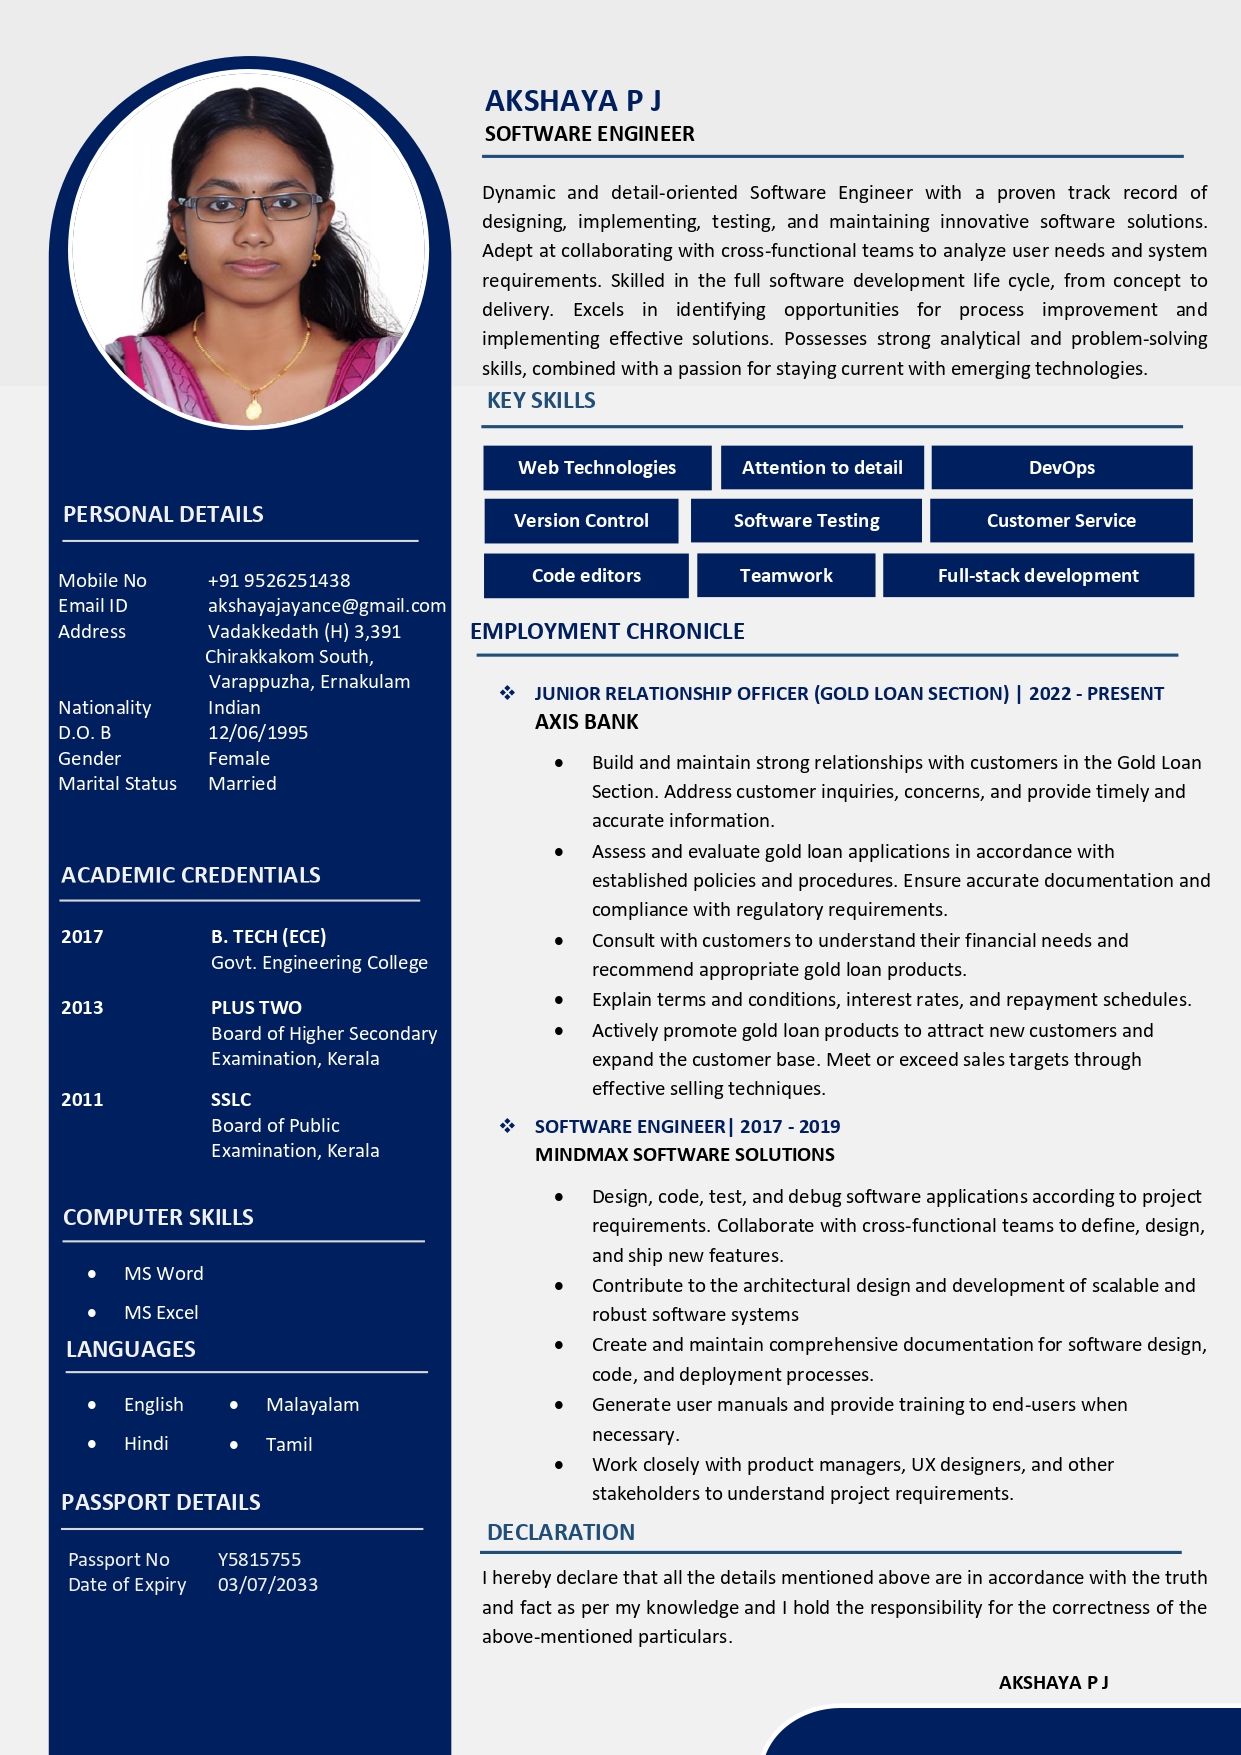 AKSHAYA P J
SOFTWARE ENGINEER
Dynamic and detail-oriented Software Engineer with a proven track record of
designing, implementing, testing, and maintaining innovative software solutions.
Adept at collaborating with cross-functional teams to analyze user needs and system
requirements. Skilled in the full software development life cycle, from concept to
delivery. Excels in identifying opportunities for process improvement and
implementing effective solutions. Possesses strong analytical and problem-solving
skills, combined with a passion for staying current with emerging technologies.
KEY SKILLS
Web Technologies
Attention to detail
DevOps
Version Control
Software Testing
Customer Service
Code editors
Teamwork
Full-stack development
EMPLOYMENT CHRONICLE
❖ JUNIOR RELATIONSHIP OFFICER (GOLD LOAN SECTION) | 2022 - PRESENT
AXIS BANK
• Build and maintain strong relationships with customers in the Gold Loan
Section. Address customer inquiries, concerns, and provide timely and
accurate information.
• Assess and evaluate gold loan applications in accordance with
established policies and procedures. Ensure accurate documentation and
compliance with regulatory requirements.
• Consult with customers to understand their financial needs and
recommend appropriate gold loan products.
• Explain terms and conditions, interest rates, and repayment schedules.
• Actively promote gold loan products to attract new customers and
expand the customer base. Meet or exceed sales targets through
effective selling techniques.
❖ SOFTWARE ENGINEER| 2017 - 2019
MINDMAX SOFTWARE SOLUTIONS
• Design, code, test, and debug software applications according to project
requirements. Collaborate with cross-functional teams to define, design,
and ship new features.
• Contribute to the architectural design and development of scalable and
robust software systems
• Create and maintain comprehensive documentation for software design,
code, and deployment processes.
• Generate user manuals and provide training to end-users when
necessary.
• Work closely with product managers, UX designers, and other
stakeholders to understand project requirements.
DECLARATION
I hereby declare that all the details mentioned above are in accordance with the truth
and fact as per my knowledge and I hold the responsibility for the correctness of the
above-mentioned particulars.
AKSHAYA P J
PERSONAL DETAILS
Mobile No +91 9526251438
Email ID akshayajayance@gmail.com
Address Vadakkedath (H) 3,391
Chirakkakom South,
Varappuzha, Ernakulam
Nationality Indian
D.O. B 12/06/1995
Gender Female
Marital Status Married
ACADEMIC CREDENTIALS
2017 B. TECH (ECE)
Govt. Engineering College
2013 PLUS TWO
Board of Higher Secondary
Examination, Kerala
2011 SSLC
Board of Public
Examination, Kerala
COMPUTER SKILLS
• MS Word
• MS Excel
LANGUAGES
• English • Malayalam
• Hindi • Tamil
PASSPORT DETAILS
Passport No Y5815755
Date of Expiry 03/07/2033